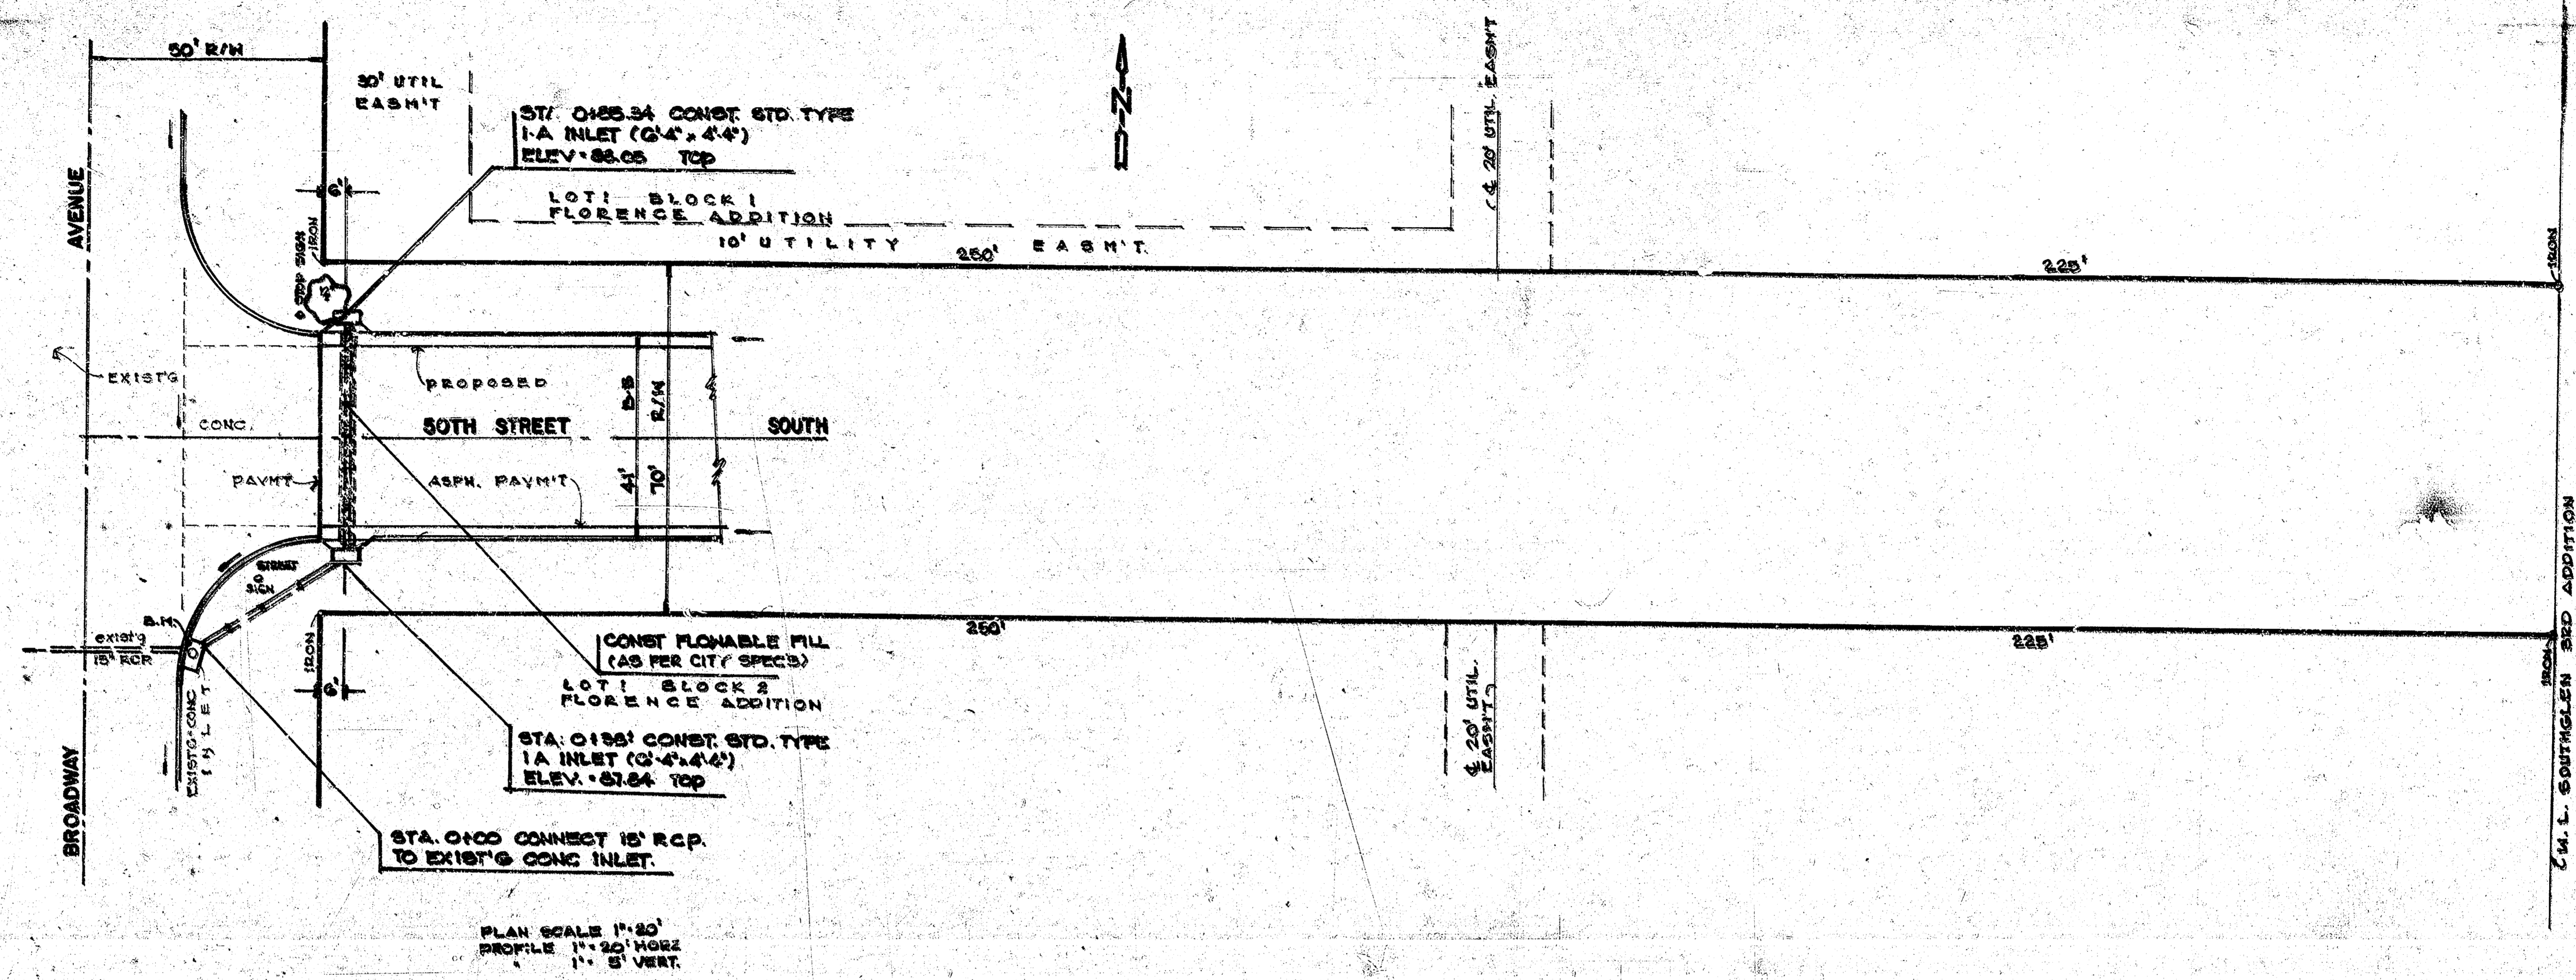 50' R/W
30' UTIL
EASM'T
STA. 0+85.34 CONST. STD. TYPE
1-A INLET (6'-4" x 4'-4")
ELEV = 88.05 TOP
LOT 1 BLOCK 1
FLORENCE ADDITION
10' UTILITY EASM'T.
250'
225'
℄ 20' UTIL. EASM'T
IRON
AVENUE
6'
IRON
STOP SIGN
EXIST'G
PROPOSED
B-B
R/W
CONC.
50TH STREET
SOUTH
PAVMT
ASPH. PAVM'T
41'
70'
STREET
SIGN
B.M.
exist'g
15" RCP
IRON
6'
EXIST'G CONC
INLET
250'
225'
CONST FLOWABLE FILL
(AS PER CITY SPEC'S)
LOT 1 BLOCK 2
FLORENCE ADDITION
STA. 0+38' CONST. STD. TYPE
1A INLET (6'-4"x4'-4")
ELEV. = 87.84 TOP
℄ 20' UTIL.
EASM'T
IRON
W. L. SOUTHGLEN 3RD ADDITION
BROADWAY
STA. 0+00 CONNECT 15" R.C.P.
TO EXIST'G CONC INLET.
PLAN SCALE 1"=20'
PROFILE 1"=20' HORZ
" 1"= 5' VERT.